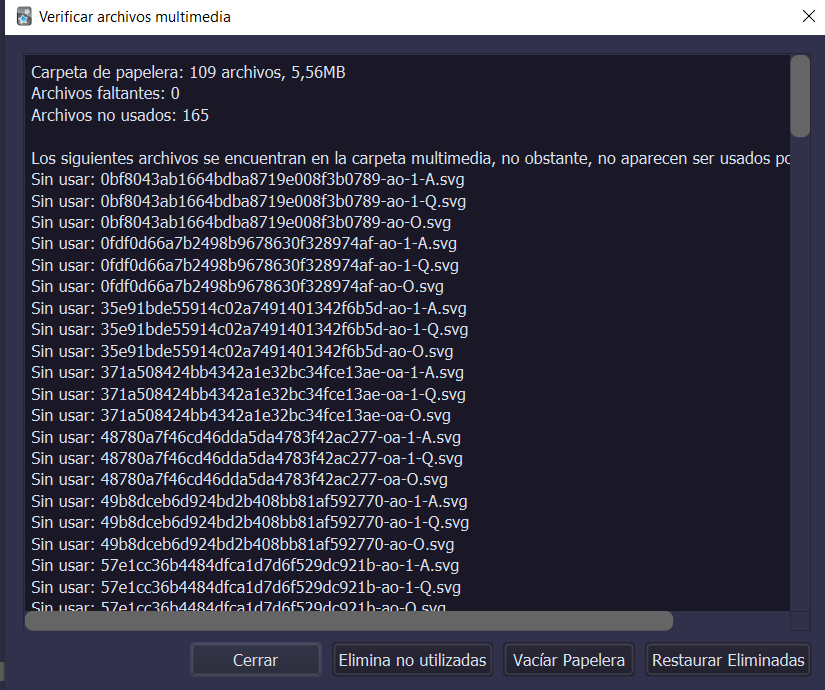 Verificar archivos multimedia
Carpeta de papelera: 109 archivos, 5,56MB
Archivos faltantes: 0
Archivos no usados: 165
Los siguientes archivos se encuentran en la carpeta multimedia, no obstante, no aparecen ser usados po
Sin usar: 0bf8043ab1664bdba8719e008f3b0789-ao-1-A.svg
Sin usar: 0bf8043ab1664bdba8719e008f3b0789-ao-1-Q.svg
Sin usar: 0bf8043ab1664bdba8719e008f3b0789-ao-O.svg
Sin usar: 0fdf0d66a7b2498b9678630f328974af-ao-1-A.svg
Sin usar: 0fdf0d66a7b2498b9678630f328974af-ao-1-Q.svg
Sin usar: 0fdf0d66a7b2498b9678630f328974af-ao-O.svg
Sin usar: 35e91bde55914c02a7491401342f6b5d-ao-1-A.svg
Sin usar: 35e91bde55914c02a7491401342f6b5d-ao-1-Q.svg
Sin usar: 35e91bde55914c02a7491401342f6b5d-ao-O.svg
Sin usar: 371a508424bb4342a1e32bc34fce13ae-oa-1-A.svg
Sin usar: 371a508424bb4342a1e32bc34fce13ae-oa-1-Q.svg
Sin usar: 371a508424bb4342a1e32bc34fce13ae-oa-O.svg
Sin usar: 48780a7f46cd46dda5da4783f42ac277-oa-1-A.svg
Sin usar: 48780a7f46cd46dda5da4783f42ac277-oa-1-Q.svg
Sin usar: 48780a7f46cd46dda5da4783f42ac277-oa-O.svg
Sin usar: 49b8dceb6d924bd2b408bb81af592770-ao-1-A.svg
Sin usar: 49b8dceb6d924bd2b408bb81af592770-ao-1-Q.svg
Sin usar: 49b8dceb6d924bd2b408bb81af592770-ao-O.svg
Sin usar: 57e1cc36b4484dfca1d7d6f529dc921b-ao-1-A.svg
Sin usar: 57e1cc36b4484dfca1d7d6f529dc921b-ao-1-Q.svg
Sin usar: 57e1cc36b4484dfca1d7d6f529dc921b-ao-O.svg
Cerrar
Elimina no utilizadas
Vacíar Papelera
Restaurar Eliminadas